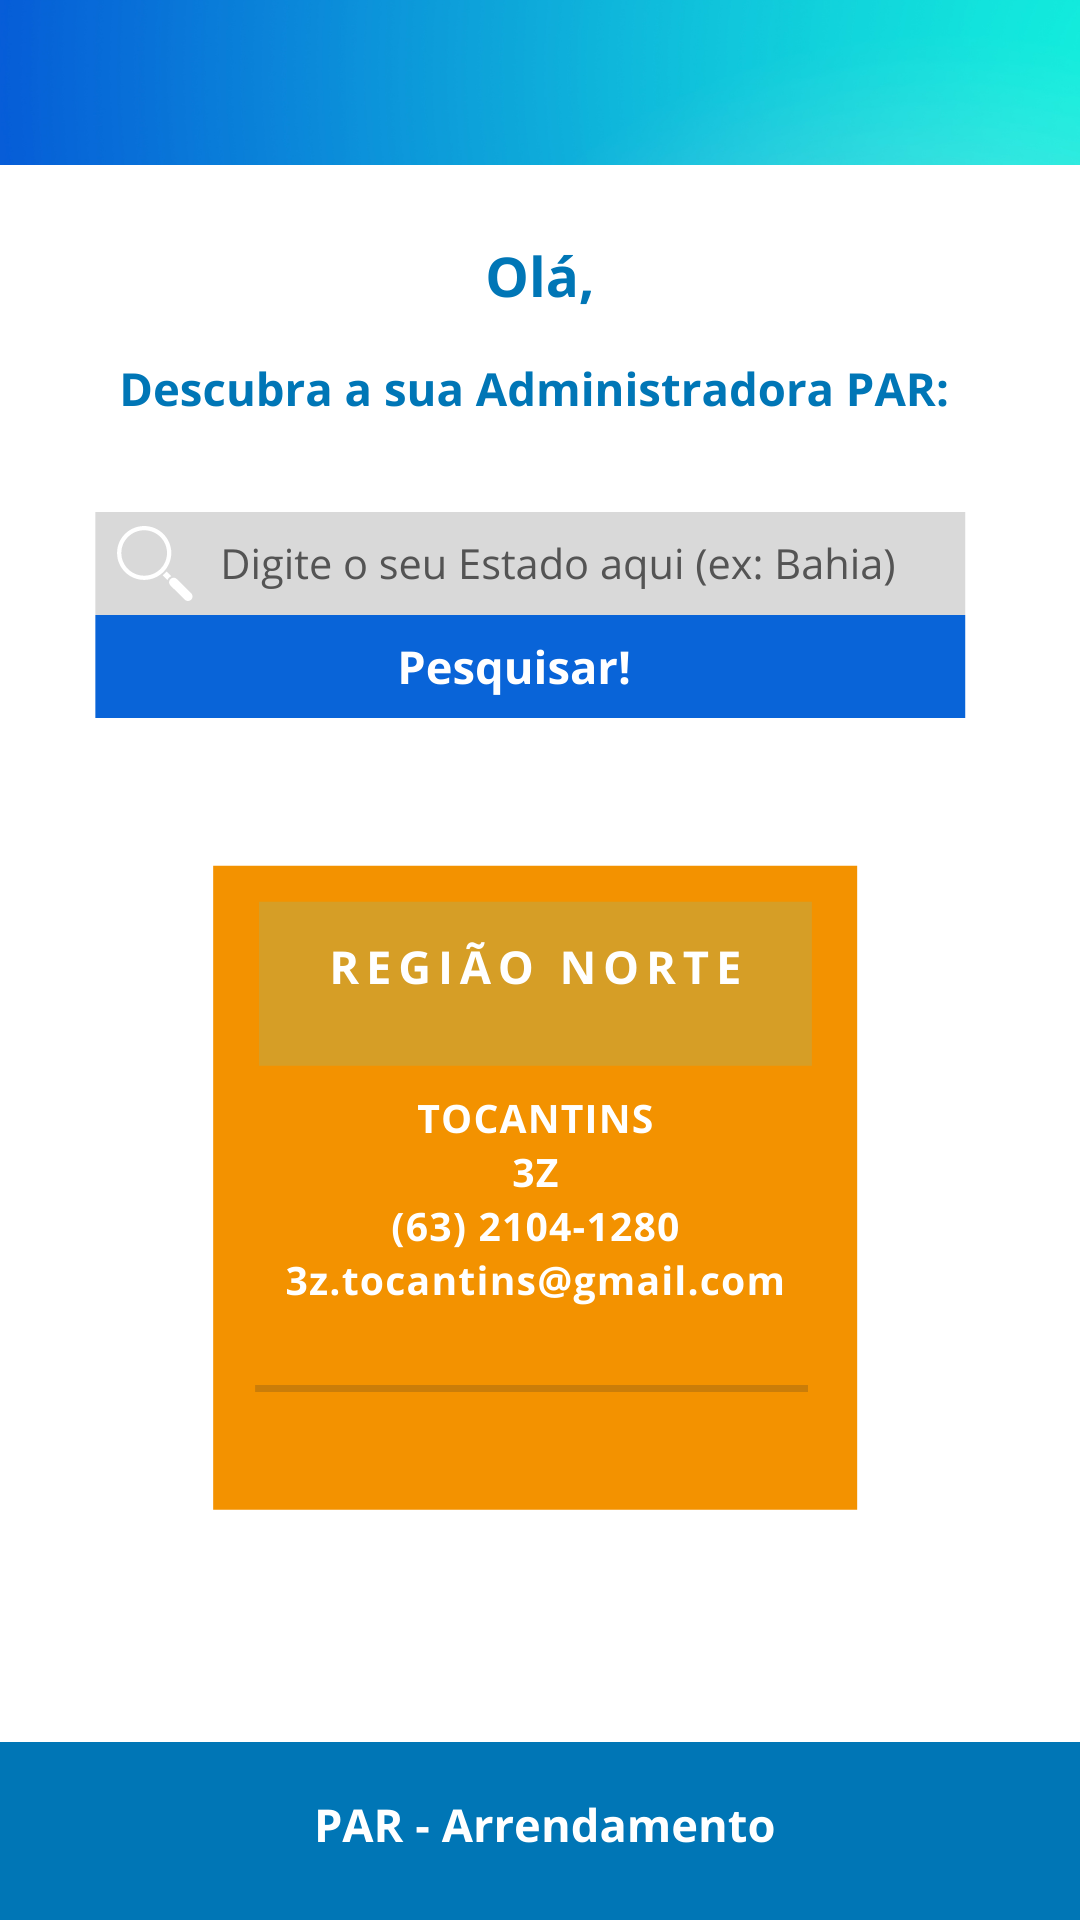 Olá,
Descubra a sua Administradora PAR:
Digite o seu Estado aqui (ex: Bahia)
Pesquisar!
REGIÃO NORTE
TOCANTINS
3Z
(63) 2104-1280
3z.tocantins@gmail.com
PAR - Arrendamento